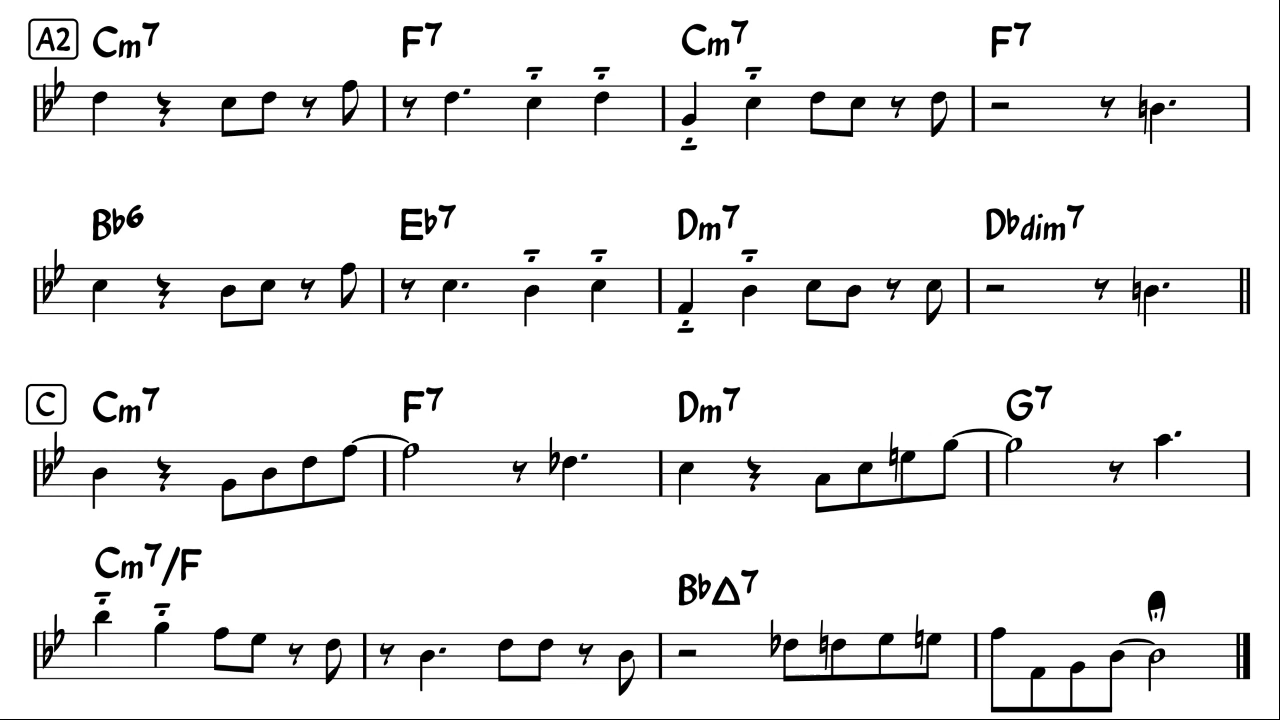 A2 Cm7 F7 Cm7 F7
Bb6 Eb7 Dm7 Dbdim7
C Cm7 F7 Dm7 G7
Cm7/F BbΔ7